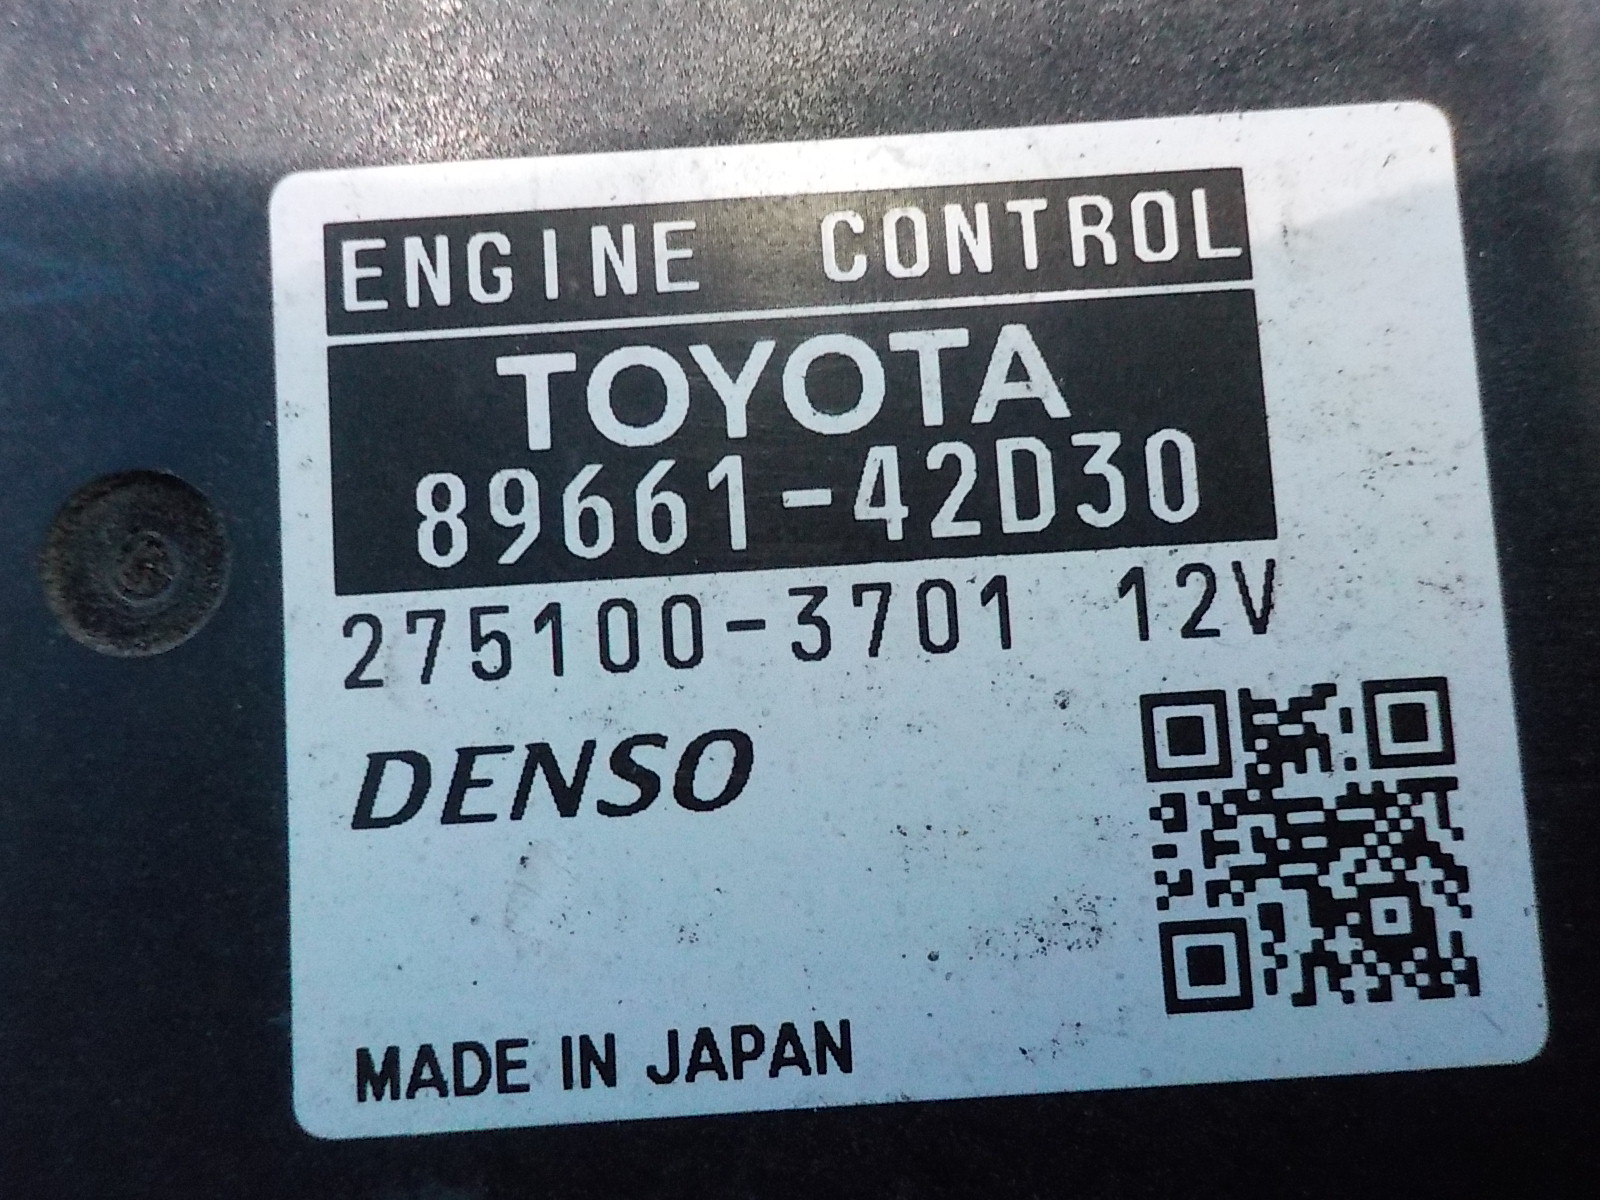 ENGINE CONTROL
TOYOTA
89661-42D30
275100-3701 12V
DENSO
MADE IN JAPAN